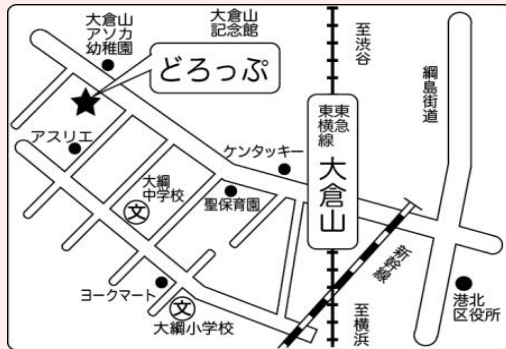 大倉山
アソカ
幼稚園
大倉山
記念館
至渋谷
綱島街道
どろっぷ
東急
東横線
大倉山
アスリエ
ケンタッキー
大綱
中学校
文
聖保育園
新幹線
ヨークマート
文
大綱小学校
至横浜
港北
区役所